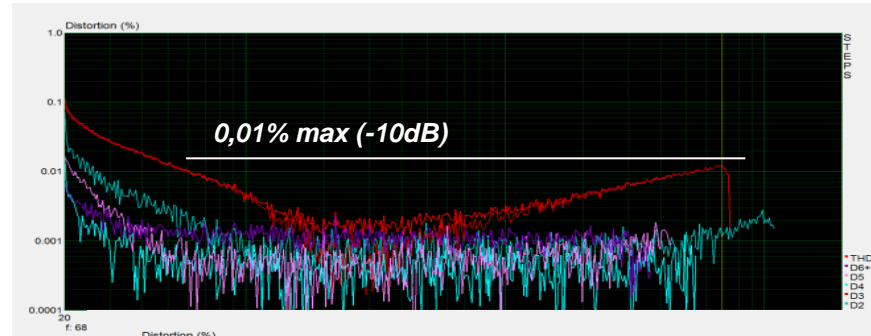 Distortion (%)
1.0
0.1
0.01
0.001
0.0001
0,01% max (-10dB)
STEPS
THD
D6+
D5
D4
D3
D2
20
f: 68
Distortion (%)